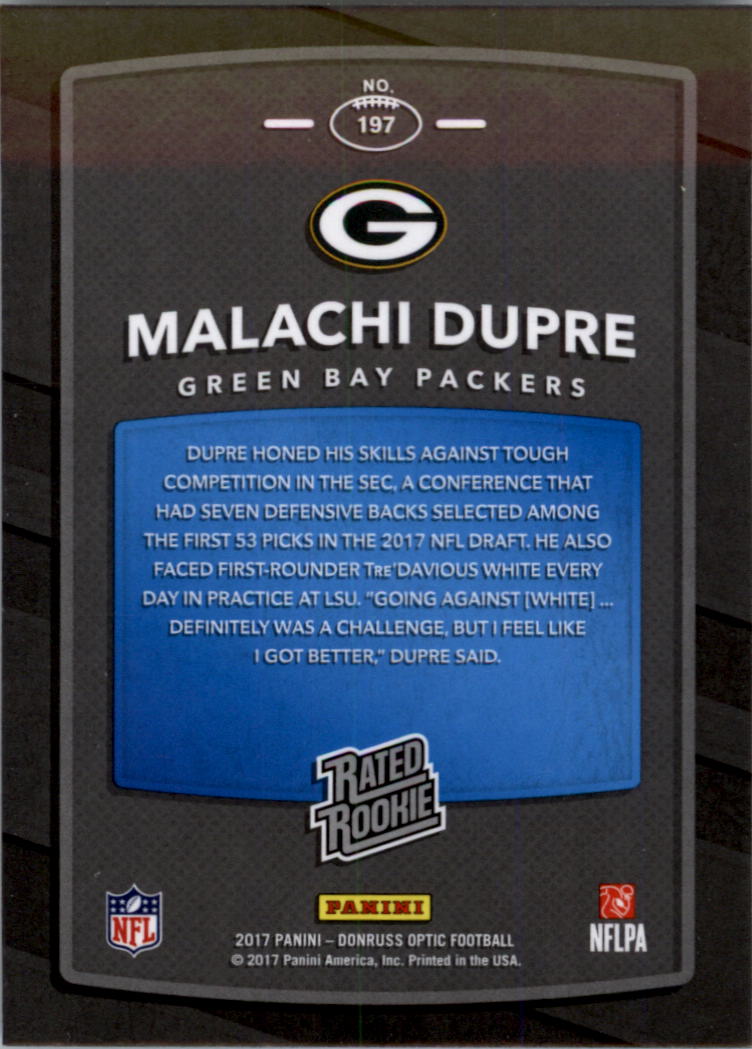 NO.
197
G
MALACHI DUPRE
GREEN BAY PACKERS
DUPRE HONED HIS SKILLS AGAINST TOUGH
COMPETITION IN THE SEC, A CONFERENCE THAT
HAD SEVEN DEFENSIVE BACKS SELECTED AMONG
THE FIRST 53 PICKS IN THE 2017 NFL DRAFT. HE ALSO
FACED FIRST-ROUNDER Tre'DAVIOUS WHITE EVERY
DAY IN PRACTICE AT LSU. "GOING AGAINST [WHITE] ...
DEFINITELY WAS A CHALLENGE, BUT I FEEL LIKE
I GOT BETTER," DUPRE SAID.
RATED
ROOKIE
NFL
PANINI
NFLPA
2017 PANINI – DONRUSS OPTIC FOOTBALL
© 2017 Panini America, Inc. Printed in the USA.